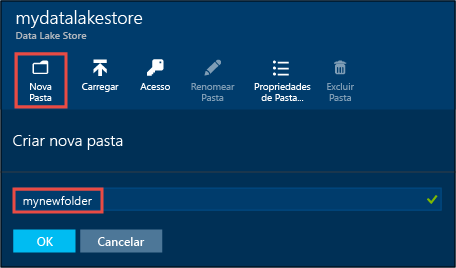 mydatalakestore
Data Lake Store
Nova Pasta
Carregar
Acesso
Renomear Pasta
Propriedades de Pasta...
Excluir Pasta
Criar nova pasta
mynewfolder
OK
Cancelar